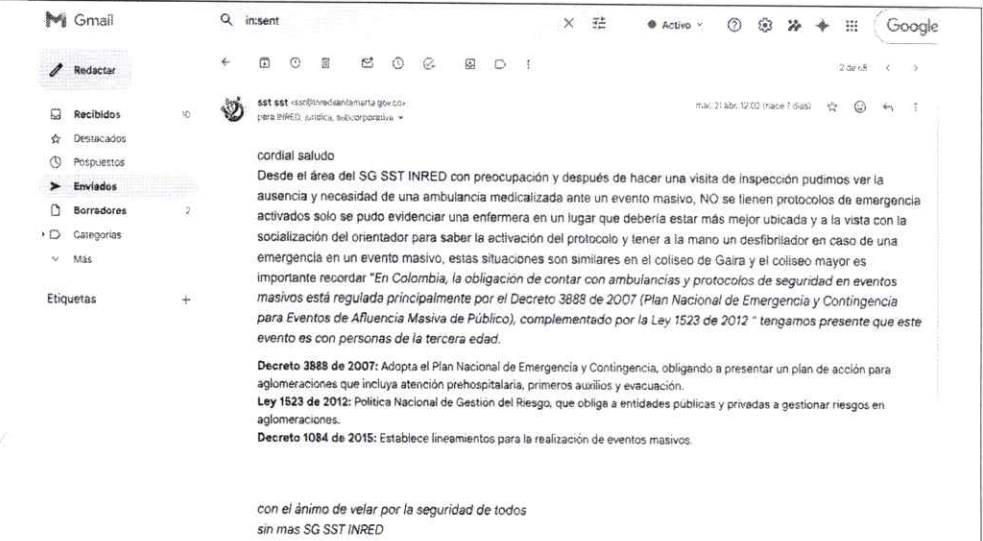 Gmail
in:sent
Activo
Google
Redactar
2 de 68
Recibidos 10
Destacados
Pospuestos
Enviados
Borradores 2
Categorías
Más
Etiquetas
sst sst
para INRED, juridica, subcorporativa
mar, 21 abr, 12:00 (hace 7 días)
cordial saludo
Desde el área del SG SST INRED con preocupación y después de hacer una visita de inspección pudimos ver la
ausencia y necesidad de una ambulancia medicalizada ante un evento masivo, NO se tienen protocolos de emergencia
activados solo se pudo evidenciar una enfermera en un lugar que debería estar más mejor ubicada y a la vista con la
socialización del orientador para saber la activación del protocolo y tener a la mano un desfibrilador en caso de una
emergencia en un evento masivo, estas situaciones son similares en el coliseo de Gaira y el coliseo mayor es
importante recordar "En Colombia, la obligación de contar con ambulancias y protocolos de seguridad en eventos
masivos está regulada principalmente por el Decreto 3888 de 2007 (Plan Nacional de Emergencia y Contingencia
para Eventos de Afluencia Masiva de Público), complementado por la Ley 1523 de 2012 " tengamos presente que este
evento es con personas de la tercera edad.
Decreto 3888 de 2007: Adopta el Plan Nacional de Emergencia y Contingencia, obligando a presentar un plan de acción para
aglomeraciones que incluya atención prehospitalaria, primeros auxilios y evacuación.
Ley 1523 de 2012: Política Nacional de Gestión del Riesgo, que obliga a entidades públicas y privadas a gestionar riesgos en
aglomeraciones.
Decreto 1084 de 2015: Establece lineamientos para la realización de eventos masivos.
con el ánimo de velar por la seguridad de todos
sin mas SG SST INRED